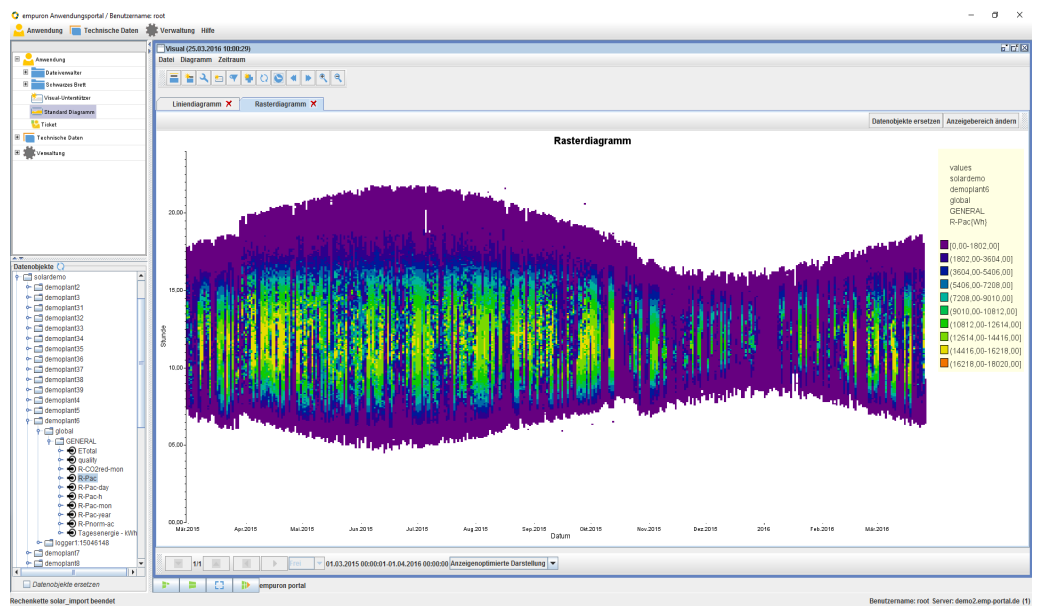 empuron Anwendungsportal / Benutzername: root
Anwendung Technische Daten Verwaltung Hilfe
Anwendung
Dateiverwalter
Schwarzes Brett
Visual-Unterstützer
Standard Diagramm
Ticket
Technische Daten
Verwaltung
Datenobjekte
solardemo
demoplant2
demoplant3
demoplant31
demoplant32
demoplant33
demoplant34
demoplant35
demoplant36
demoplant37
demoplant38
demoplant39
demoplant4
demoplant5
demoplant6
global
GENERAL
ETotal
quality
R-CO2red-mon
R-Pac
R-Pac-day
R-Pac-h
R-Pac-mon
R-Pac-year
R-Pnorm-ac
Tagesenergie - kWh
logger1:15046148
demoplant7
demoplant8
Datenobjekte ersetzen
Visual (25.03.2016 10:00:29)
Datei Diagramm Zeitraum
Liniendiagramm Rasterdiagramm
Datenobjekte ersetzen Anzeigebereich ändern
Rasterdiagramm
Stunde
20.00
15.00
10.00
05.00
00.00
Mär.2015 Apr.2015 Mai.2015 Jun.2015 Jul.2015 Aug.2015 Sep.2015 Okt.2015 Nov.2015 Dez.2015 2016 Feb.2016 Mär.2016
Datum
values
solardemo
demoplant6
global
GENERAL
R-Pac(Wh)
[0,00-1802,00]
(1802,00-3604,00]
(3604,00-5406,00]
(5406,00-7208,00]
(7208,00-9010,00]
(9010,00-10812,00]
(10812,00-12614,00]
(12614,00-14416,00]
(14416,00-16218,00]
(16218,00-18020,00]
1/1 01.03.2015 00:00:01-01.04.2016 00:00:00 Anzeigenoptimierte Darstellung
empuron portal
Rechenkette solar_import beendet
Benutzername: root Server: demo2.emp-portal.de (1)